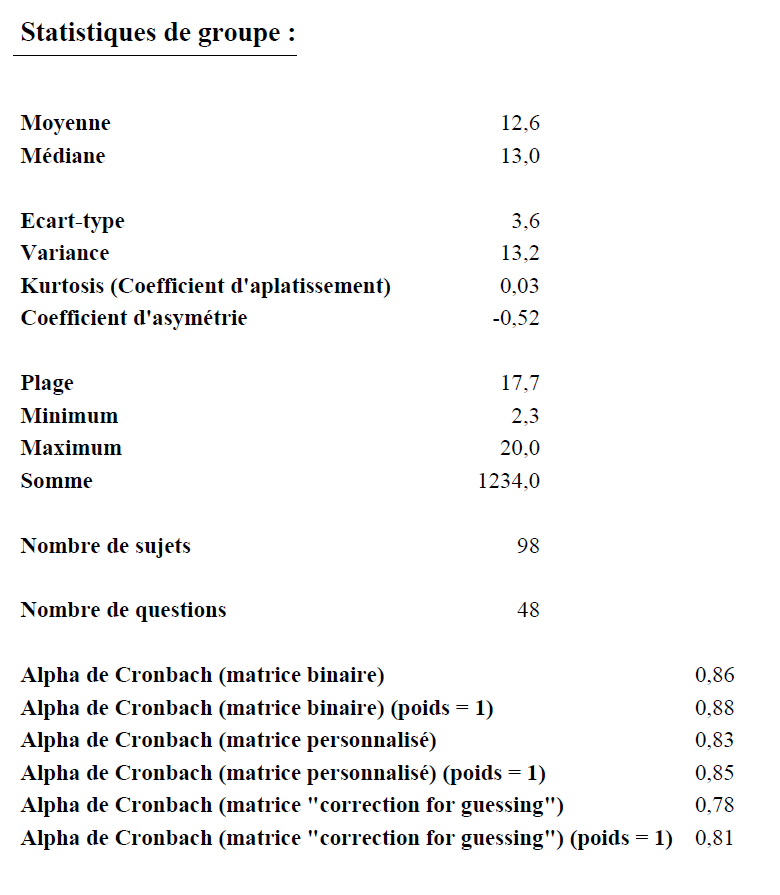 Statistiques de groupe :
Moyenne 12,6
Médiane 13,0
Ecart-type 3,6
Variance 13,2
Kurtosis (Coefficient d'aplatissement) 0,03
Coefficient d'asymétrie -0,52
Plage 17,7
Minimum 2,3
Maximum 20,0
Somme 1234,0
Nombre de sujets 98
Nombre de questions 48
Alpha de Cronbach (matrice binaire) 0,86
Alpha de Cronbach (matrice binaire) (poids = 1) 0,88
Alpha de Cronbach (matrice personnalisé) 0,83
Alpha de Cronbach (matrice personnalisé) (poids = 1) 0,85
Alpha de Cronbach (matrice "correction for guessing") 0,78
Alpha de Cronbach (matrice "correction for guessing") (poids = 1) 0,81